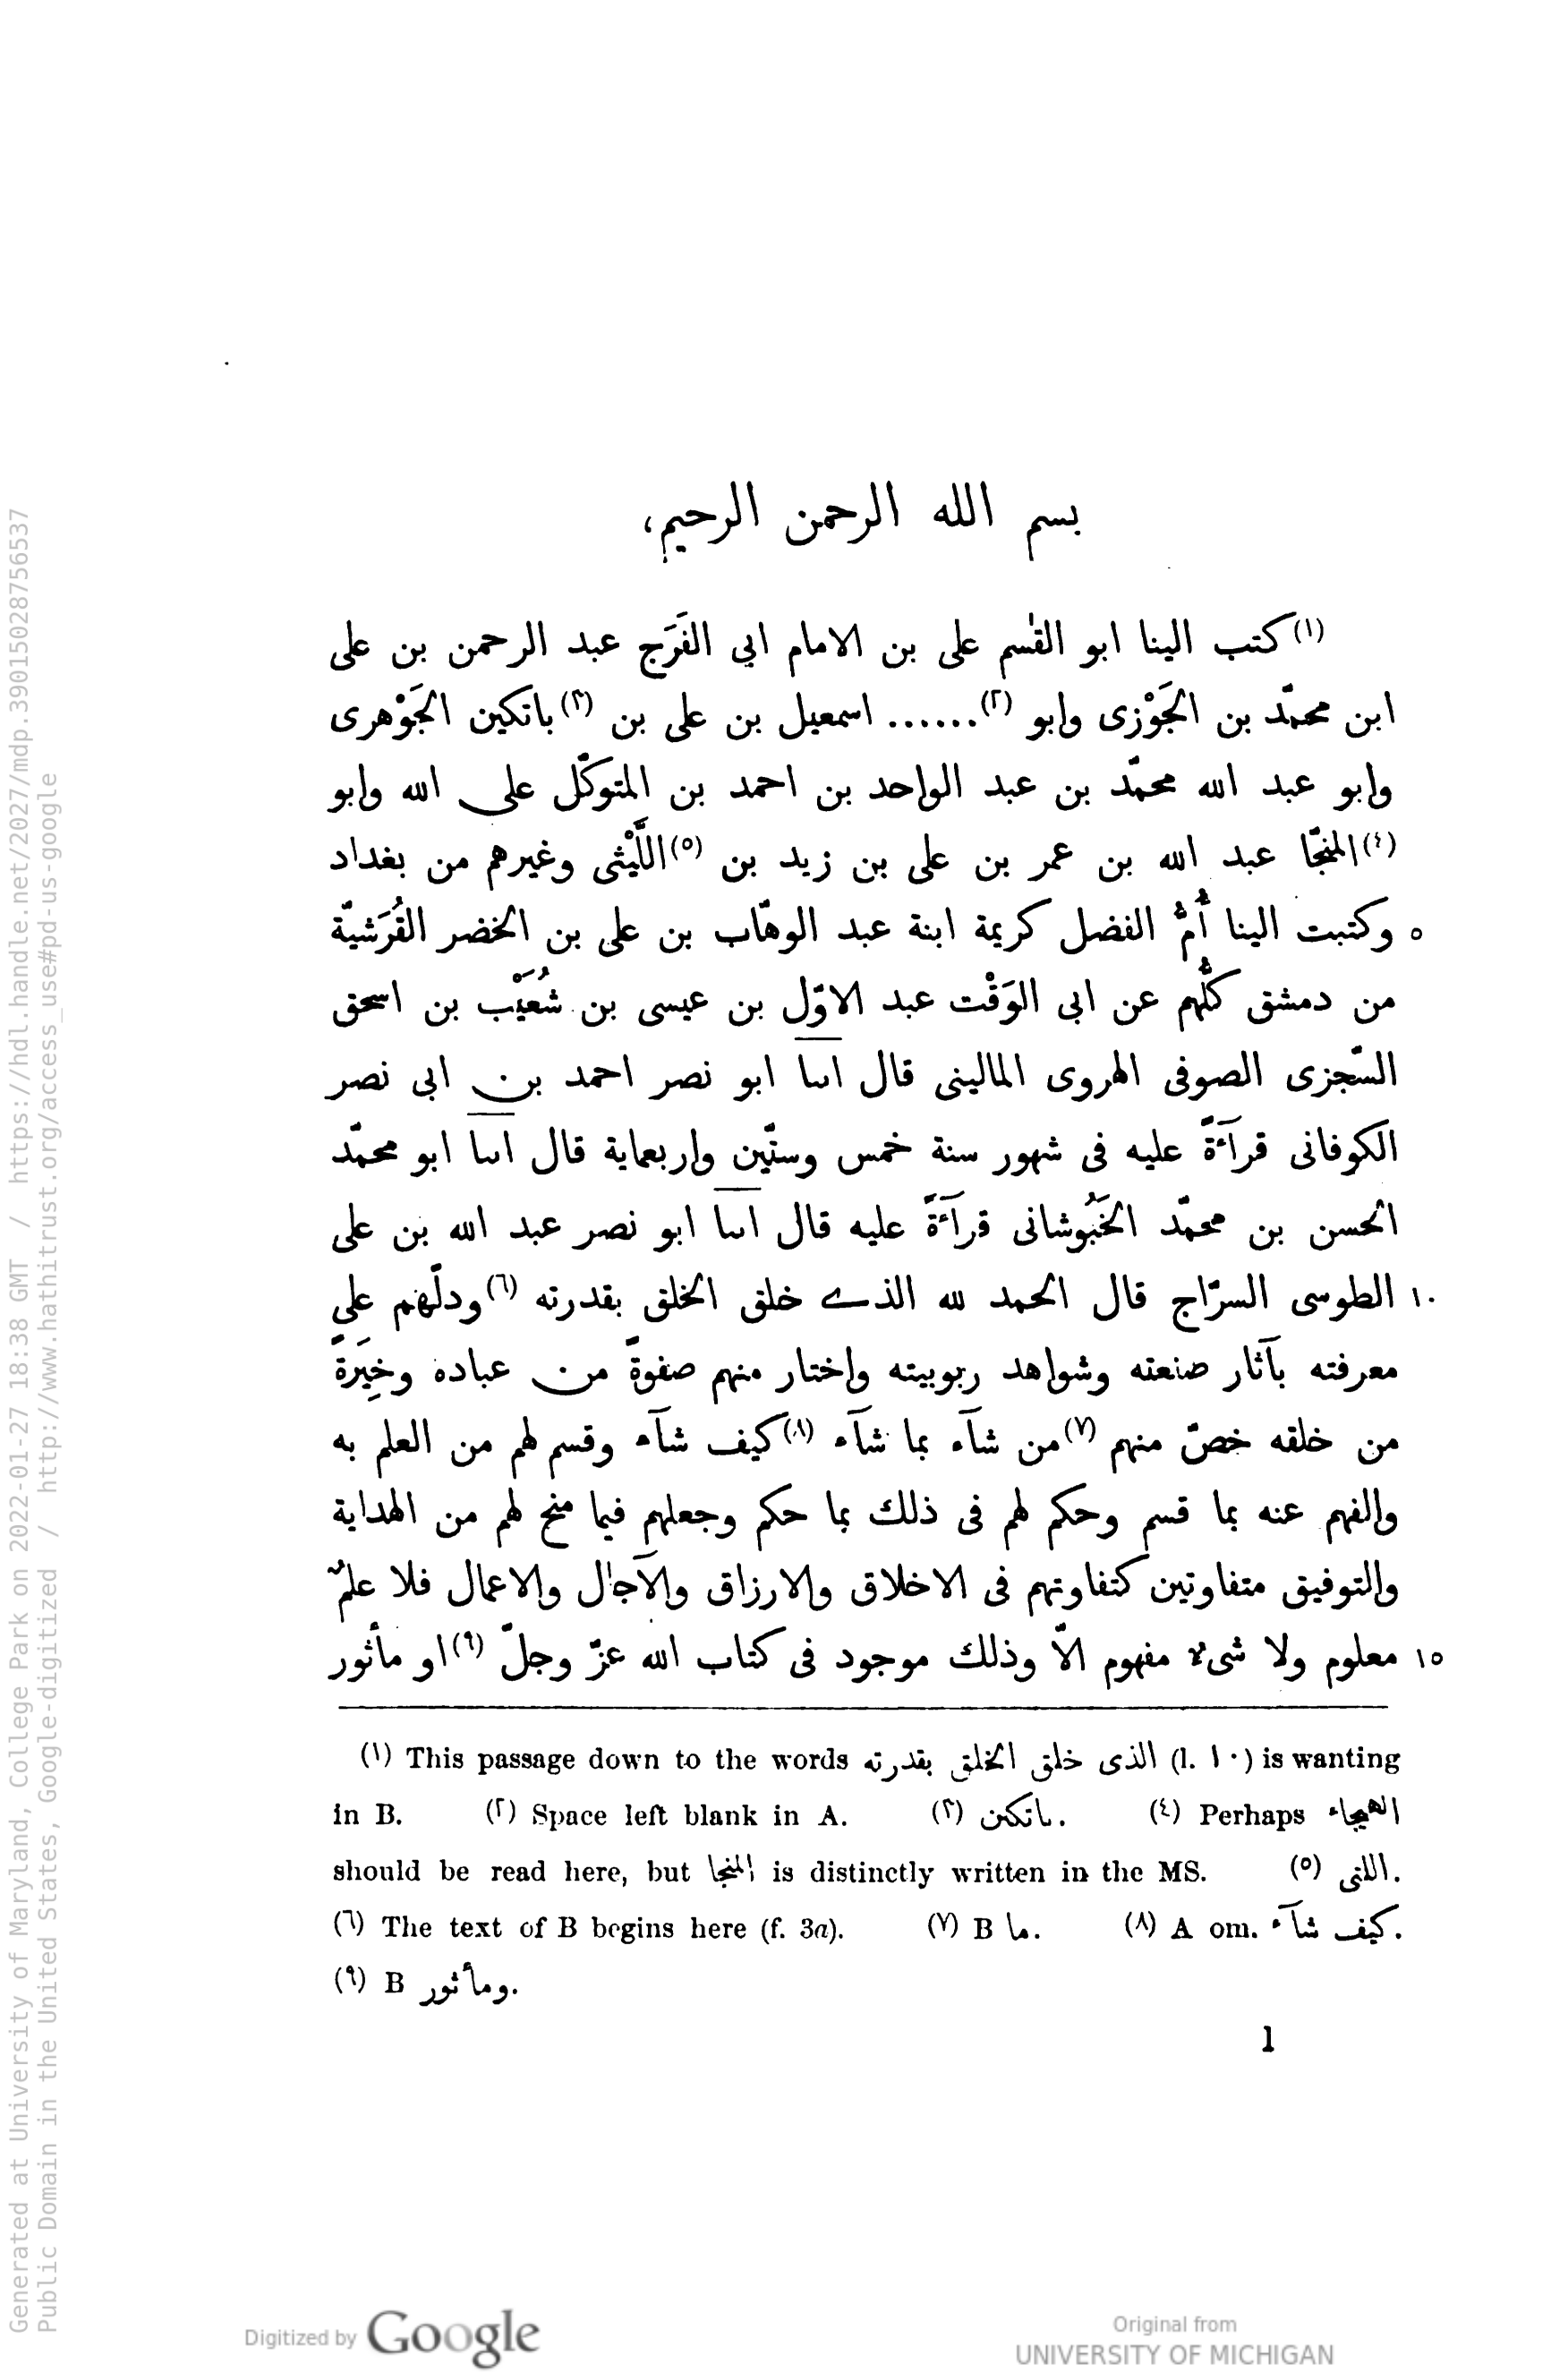 بسم الله الرحمن الرحيم،
(١)كتب الينا ابو القٰسم على بن الامام ابي الفَرَج عبد الرحمن بن على
ابن محمّد بن الجَوْزى وابو (٢)...... اسمعيل بن على بن (٣)باتكين الجَوْهرى
وابو عبد الله محمّد بن عبد الواحد بن احمد بن المتوكّل على الله وابو
(٤)المنجّا عبد الله بن عمر بن على بن زيد بن (٥)اللَّيْثى وغيرهم من بغداد
٥ وكتبت الينا أُمُّ الفضل كريمة ابنة عبد الوهّاب بن على بن الخضر القُرَشيّة
من دمشق كلُّهم عن ابى الوَقْت عبد الاوّل بن عيسى بن شُعَيْب بن اسحق
السّجزى الصوفى الهروى المالينى قال اىىا ابو نصر احمد بن ابى نصر
الكوفانى قرآءةً عليه فى شهور سنة خمس وستّين واربعماية قال اىىا ابو محمّد
الحسن بن محمّد الخَبُوشانى قرآءةً عليه قال اىىا ابو نصر عبد الله بن على
١٠ الطوسى السرّاج قال الحمد لله الذى خلق الخلق بقدرته (٦)ودلّهم على
معرفته بآثار صنعته وشواهد ربوبيته واختار منهم صفوةً من عباده وخِيَرةً
من خلقه خصّ منهم (٧)من شآء بما شآء (٨)كيف شآء وقسم لهم من العلم به
والفهم عنه بما قسم وحكم لهم فى ذلك بما حكم وجعلهم فيما منح لهم من الهداية
والتوفيق متفاوتين كتفاوتهم فى الاخلاق والارزاق والآجال والاعمال فلا علمٌ
١٥ معلوم ولا شىءٌ مفهوم الاّ وذلك موجود فى كتاب الله عزّ وجلّ (٩)او مأثور
(١) This passage down to the words الذى خلق الخلق بقدرته (l. ١٠) is wanting
in B. (٢) Space left blank in A. (٣) ىاتكىں. (٤) Perhaps الهيجاء
should be read here, but المنجا is distinctly written in the MS. (٥) اللتى.
(٦) The text of B begins here (f. 3a). (٧) B ما. (٨) A om. كيف شآء.
(٩) B ومأثور.
1
Digitized by Google
Original from
UNIVERSITY OF MICHIGAN
Generated at University of Maryland, College Park on 2022-01-27 18:38 GMT / https://hdl.handle.net/2027/mdp.39015028756537
Public Domain in the United States, Google-digitized / http://www.hathitrust.org/access_use#pd-us-google